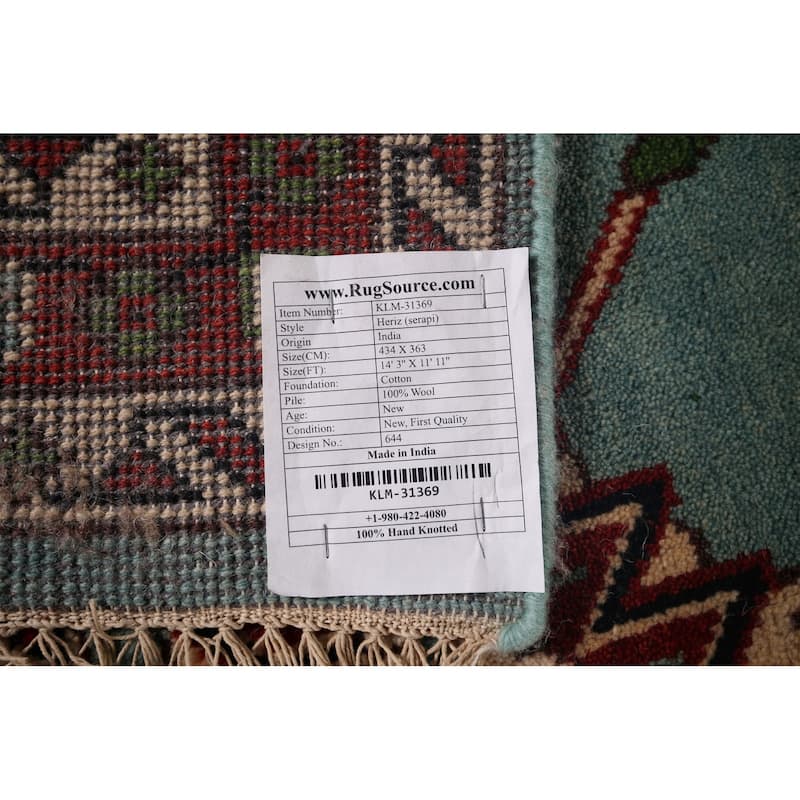 www.RugSource.com
Item Number: KLM-31369
Style Heriz (serapi)
Origin India
Size(CM): 434 X 363
Size(FT): 14' 3" X 11' 11"
Foundation: Cotton
Pile: 100% Wool
Age: New
Condition: New, First Quality
Design No.: 644
Made in India
KLM-31369
+1-980-422-4080
100% Hand Knotted